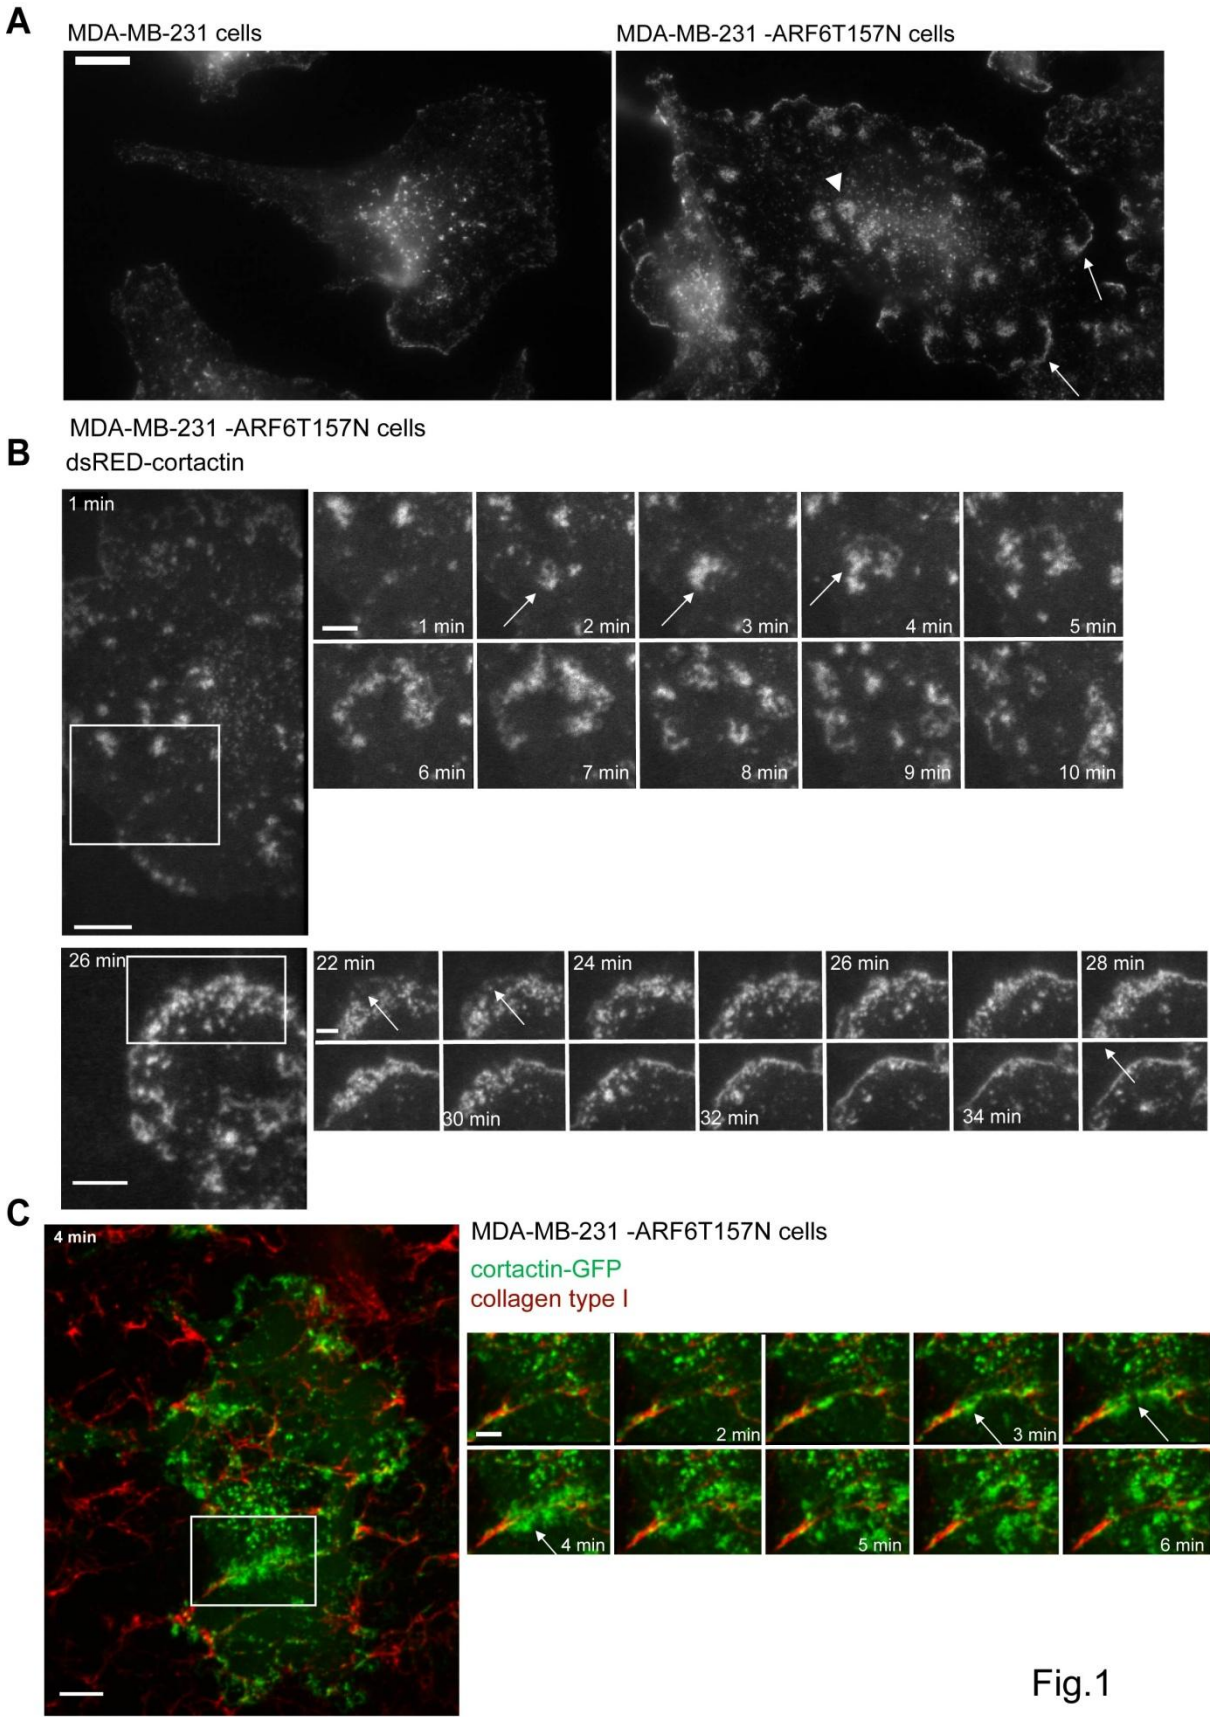 A
MDA-MB-231 cells
MDA-MB-231 -ARF6T157N cells
MDA-MB-231 -ARF6T157N cells
B
dsRED-cortactin
1 min
1 min
2 min
3 min
4 min
5 min
6 min
7 min
8 min
9 min
10 min
26 min
22 min
24 min
26 min
28 min
30 min
32 min
34 min
C
4 min
MDA-MB-231 -ARF6T157N cells
cortactin-GFP
collagen type I
2 min
3 min
4 min
5 min
6 min
Fig.1